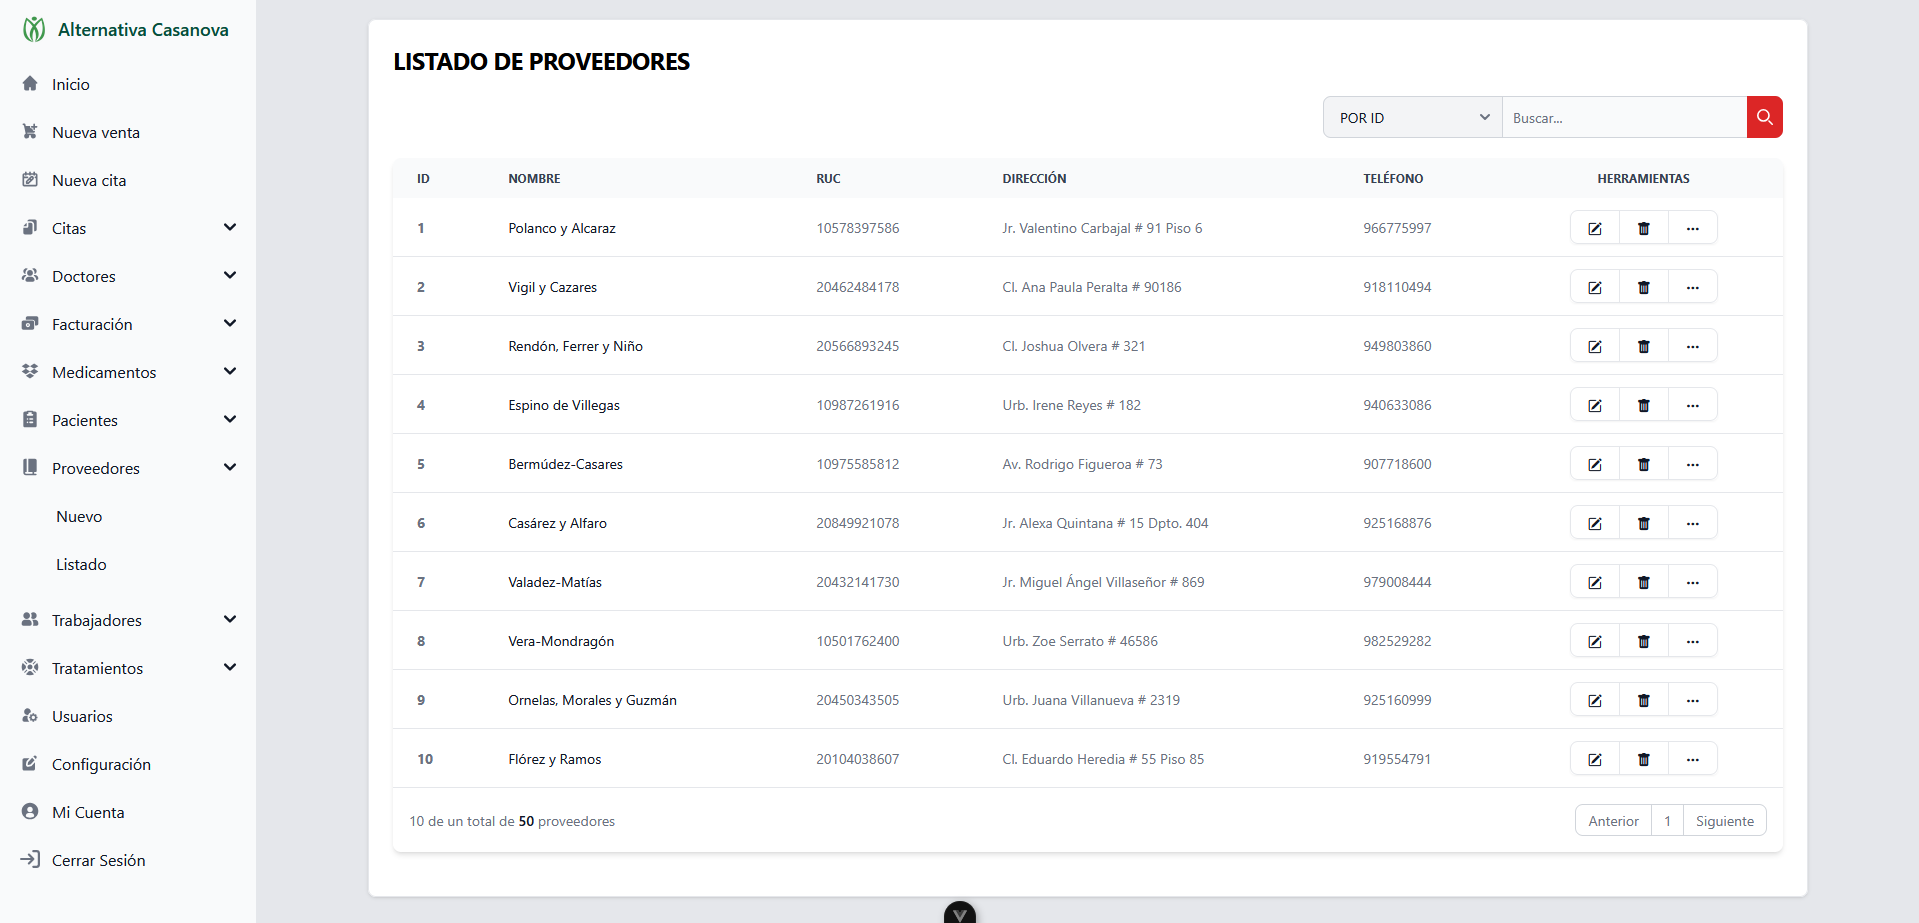 Alternativa Casanova
Inicio
Nueva venta
Nueva cita
Citas
Doctores
Facturación
Medicamentos
Pacientes
Proveedores
Nuevo
Listado
Trabajadores
Tratamientos
Usuarios
Configuración
Mi Cuenta
Cerrar Sesión
LISTADO DE PROVEEDORES
POR ID Buscar...
ID NOMBRE RUC DIRECCIÓN TELÉFONO HERRAMIENTAS
1 Polanco y Alcaraz 10578397586 Jr. Valentino Carbajal # 91 Piso 6 966775997
2 Vigil y Cazares 20462484178 Cl. Ana Paula Peralta # 90186 918110494
3 Rendón, Ferrer y Niño 20566893245 Cl. Joshua Olvera # 321 949803860
4 Espino de Villegas 10987261916 Urb. Irene Reyes # 182 940633086
5 Bermúdez-Casares 10975585812 Av. Rodrigo Figueroa # 73 907718600
6 Casárez y Alfaro 20849921078 Jr. Alexa Quintana # 15 Dpto. 404 925168876
7 Valadez-Matías 20432141730 Jr. Miguel Ángel Villaseñor # 869 979008444
8 Vera-Mondragón 10501762400 Urb. Zoe Serrato # 46586 982529282
9 Ornelas, Morales y Guzmán 20450343505 Urb. Juana Villanueva # 2319 925160999
10 Flórez y Ramos 20104038607 Cl. Eduardo Heredia # 55 Piso 85 919554791
10 de un total de 50 proveedores
Anterior 1 Siguiente